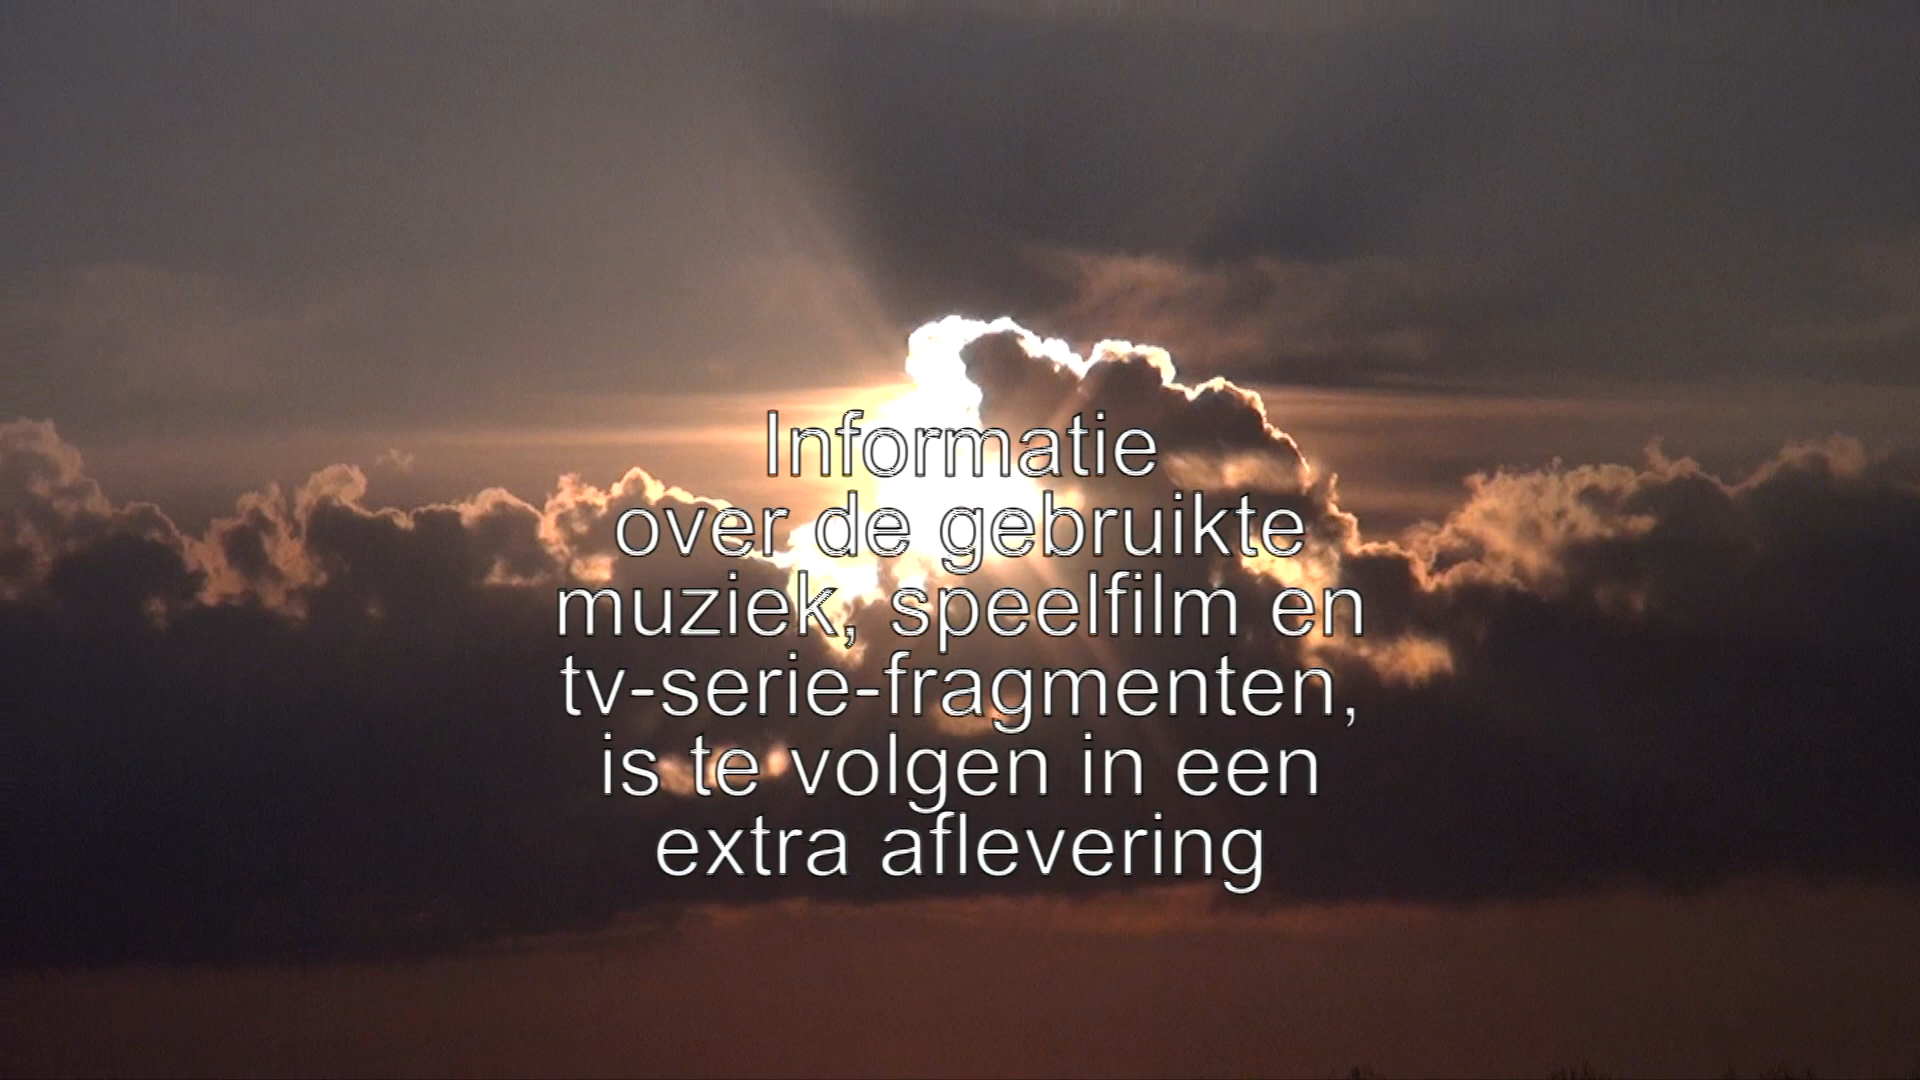 Informatie
over de gebruikte
muziek, speelfilm en
tv-serie-fragmenten,
is te volgen in een
extra aflevering